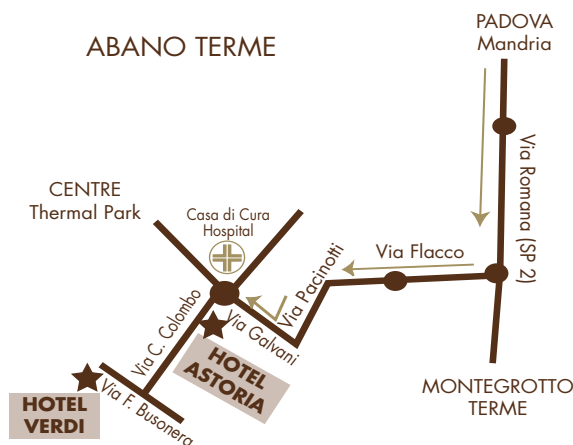 PADOVA
Mandria
ABANO TERME
Via Romana (SP 2)
CENTRE
Thermal Park
Casa di Cura
Hospital
Via Flacco
Via Pacinotti
Via Galvani
Via C. Colombo
HOTEL
ASTORIA
MONTEGROTTO
TERME
Via F. Busonera
HOTEL
VERDI